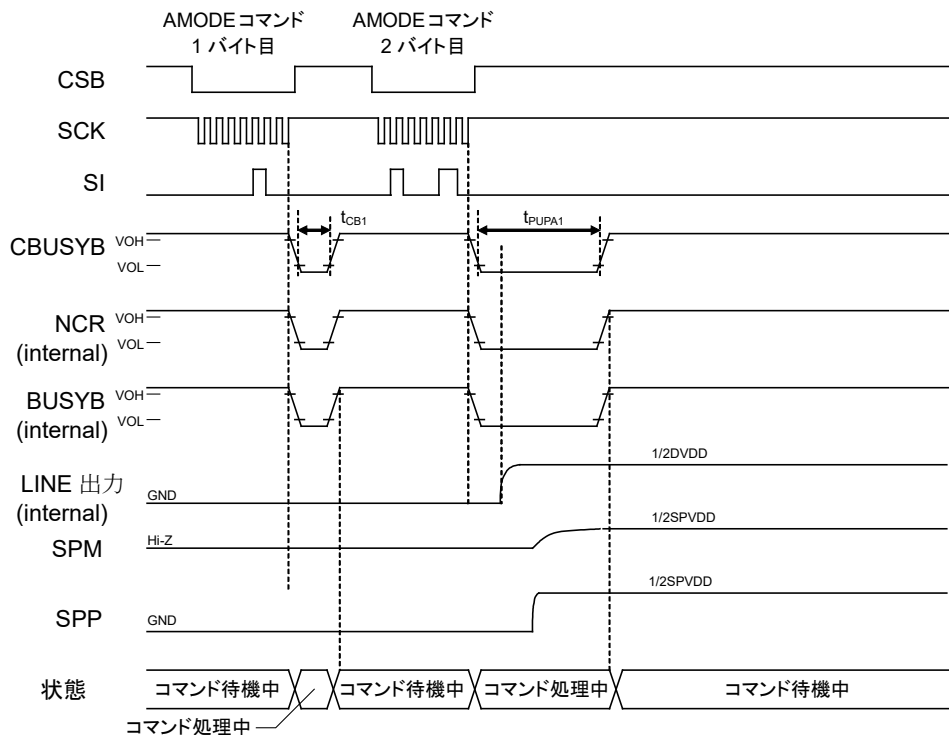 AMODEコマンド
1 バイト目
AMODEコマンド
2 バイト目
CSB
SCK
SI
tCB1
tPUPA1
CBUSYB
VOH
VOL
NCR
(internal)
VOH
VOL
BUSYB
(internal)
VOH
VOL
LINE 出力
(internal)
GND
1/2DVDD
SPM
Hi-Z
1/2SPVDD
SPP
GND
1/2SPVDD
状態
コマンド待機中
コマンド待機中
コマンド処理中
コマンド待機中
コマンド処理中